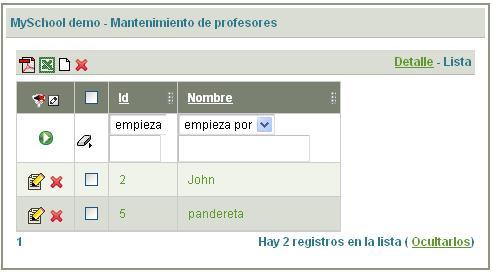 MySchool demo - Mantenimiento de profesores
Detalle - Lista
Id Nombre
empieza empieza por
2 John
5 pandereta
1 Hay 2 registros en la lista ( Ocultarlos)